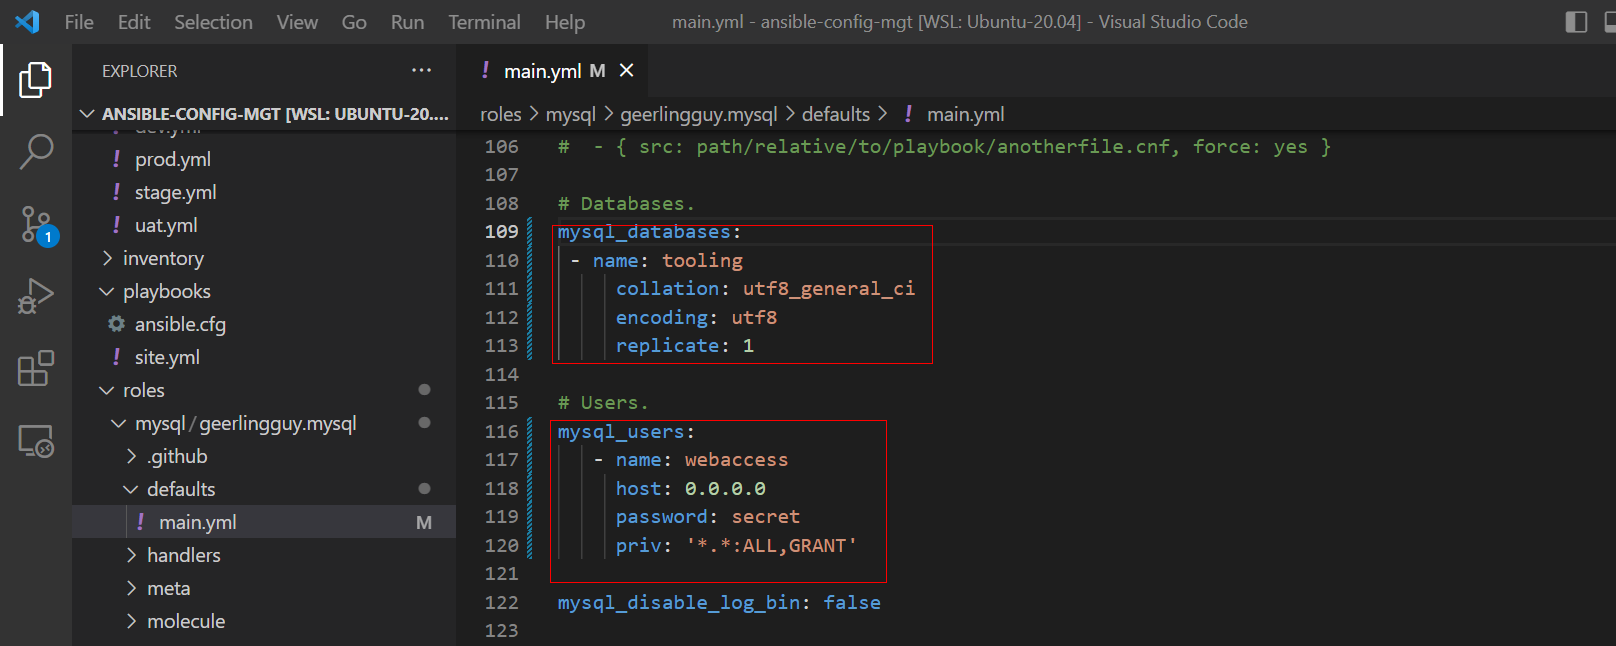 File Edit Selection View Go Run Terminal Help main.yml - ansible-config-mgt [WSL: Ubuntu-20.04] - Visual Studio Code
EXPLORER ···
ANSIBLE-CONFIG-MGT [WSL: UBUNTU-20....
dev.yml
! prod.yml
! stage.yml
! uat.yml
> inventory
playbooks
ansible.cfg
! site.yml
roles
mysql/geerlingguy.mysql
> .github
defaults
! main.yml M
> handlers
> meta
> molecule
1
! main.yml M ×
roles > mysql > geerlingguy.mysql > defaults > ! main.yml
106 #  - { src: path/relative/to/playbook/anotherfile.cnf, force: yes }
107
108 # Databases.
109 mysql_databases:
110  - name: tooling
111      collation: utf8_general_ci
112      encoding: utf8
113      replicate: 1
114
115 # Users.
116 mysql_users:
117    - name: webaccess
118      host: 0.0.0.0
119      password: secret
120      priv: '*.*:ALL,GRANT'
121
122 mysql_disable_log_bin: false
123